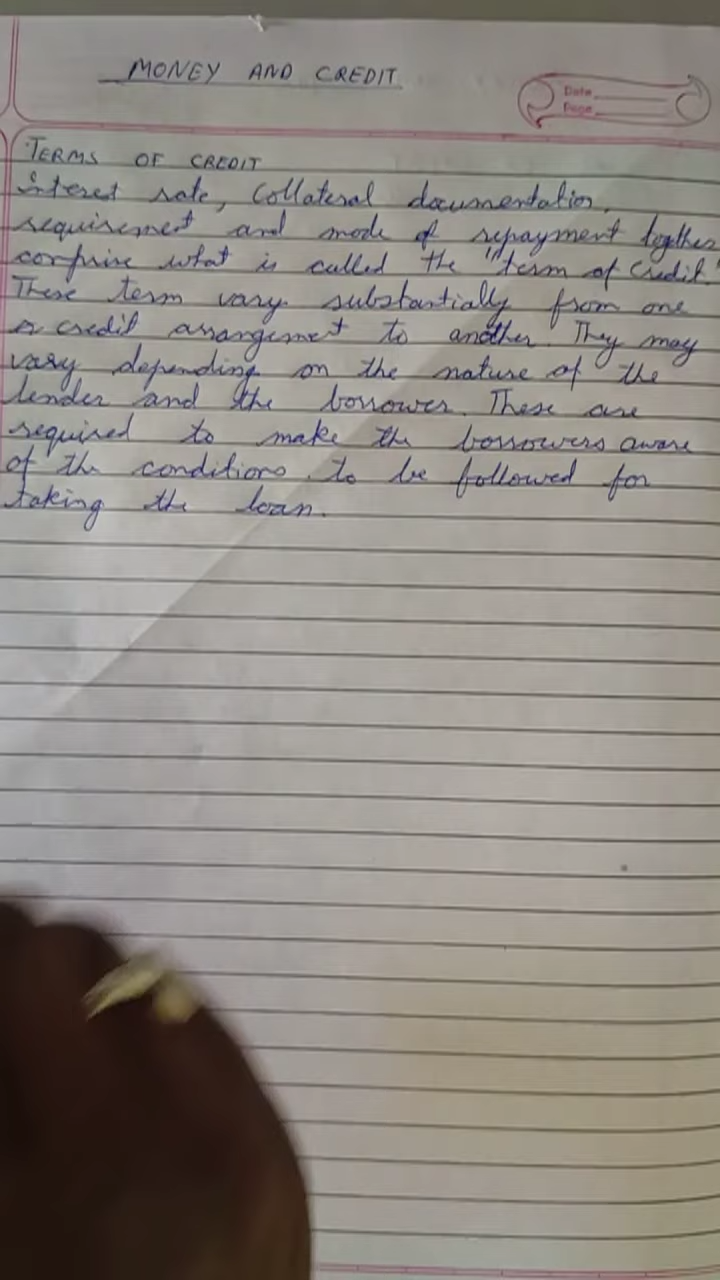 MONEY AND CREDIT
Date
Page
TERMS OF CREDIT
interest rate, Collateral documentation.
requirement and mode of repayment together
comprise what is called the "term of Credit."
These term vary substantially from one
credit arrangement to another. They may
vary depending on the nature of the
lender and the borrower. These are
required to make the borrowers aware
of the conditions to be followed for
taking the loan.